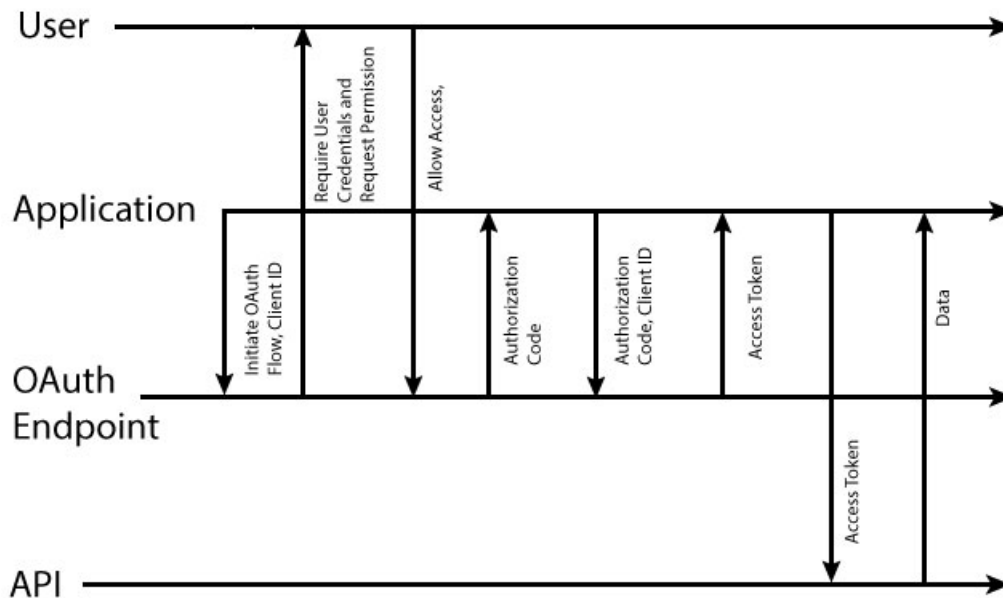 User
Require User
Credentials and
Request Permission
Allow Access,
Application
Initiate OAuth
Flow, Client ID
Authorization
Code
Authorization
Code, Client ID
Access Token
Data
OAuth
Endpoint
Access Token
API